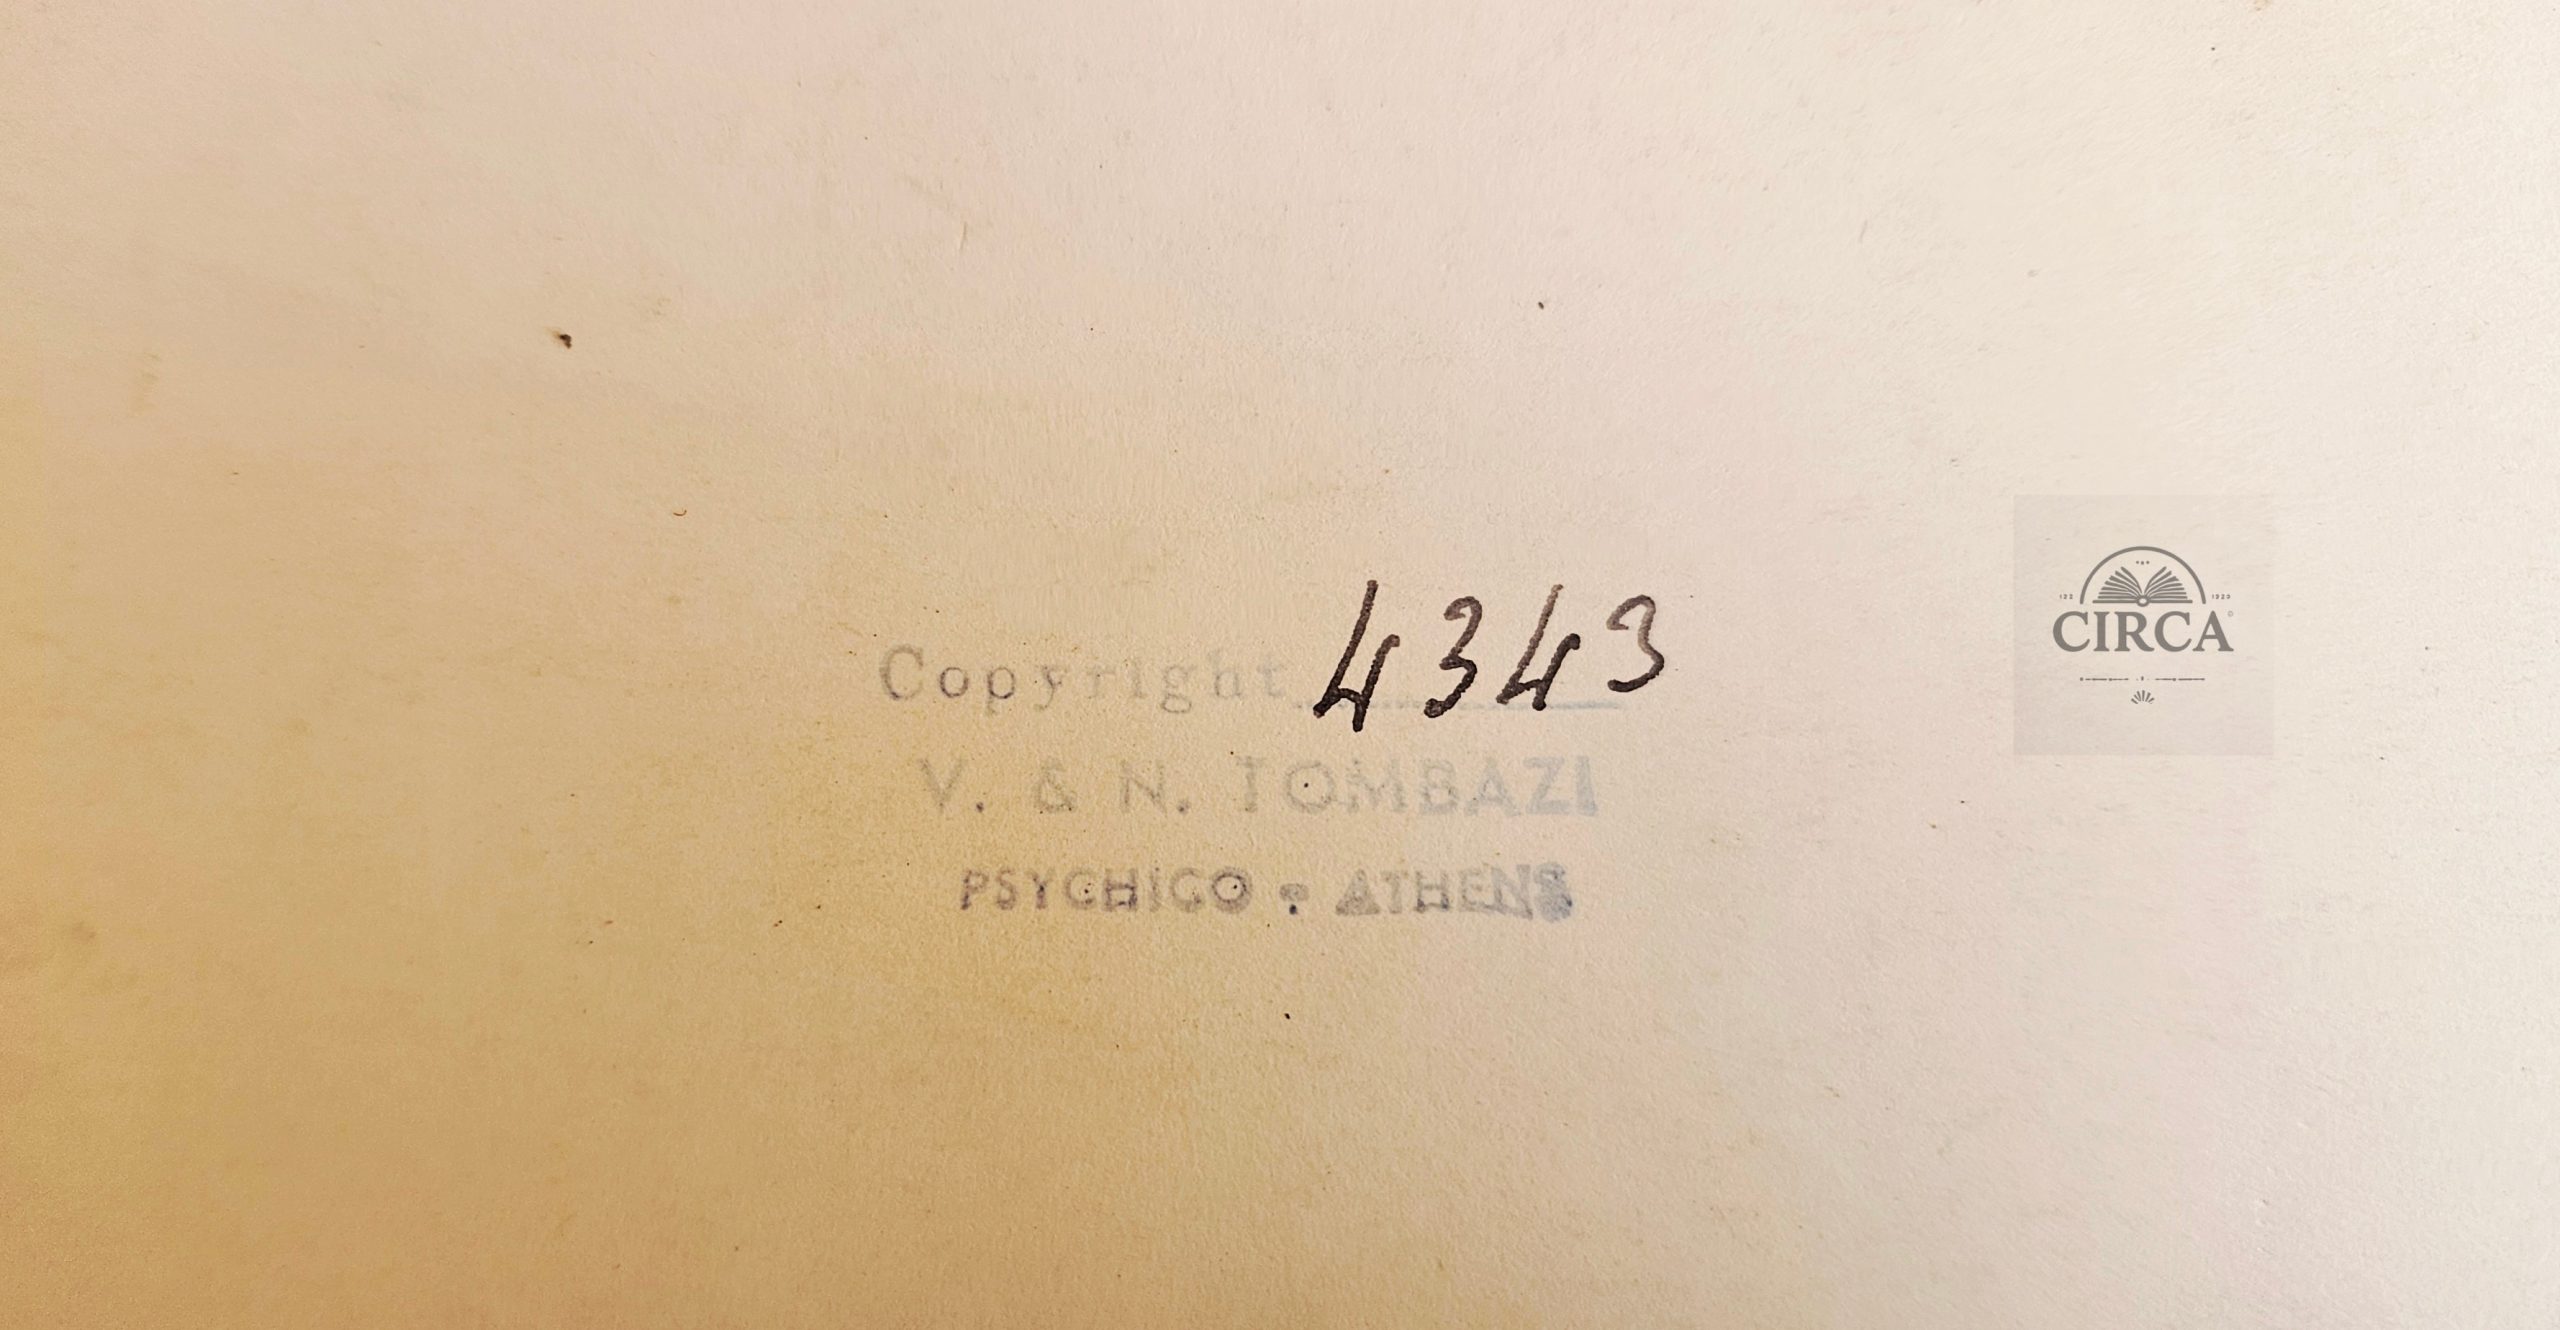 Copyright 4343
V. & N. TOMBAZI
PSYCHICO • ATHENS
CIRCA